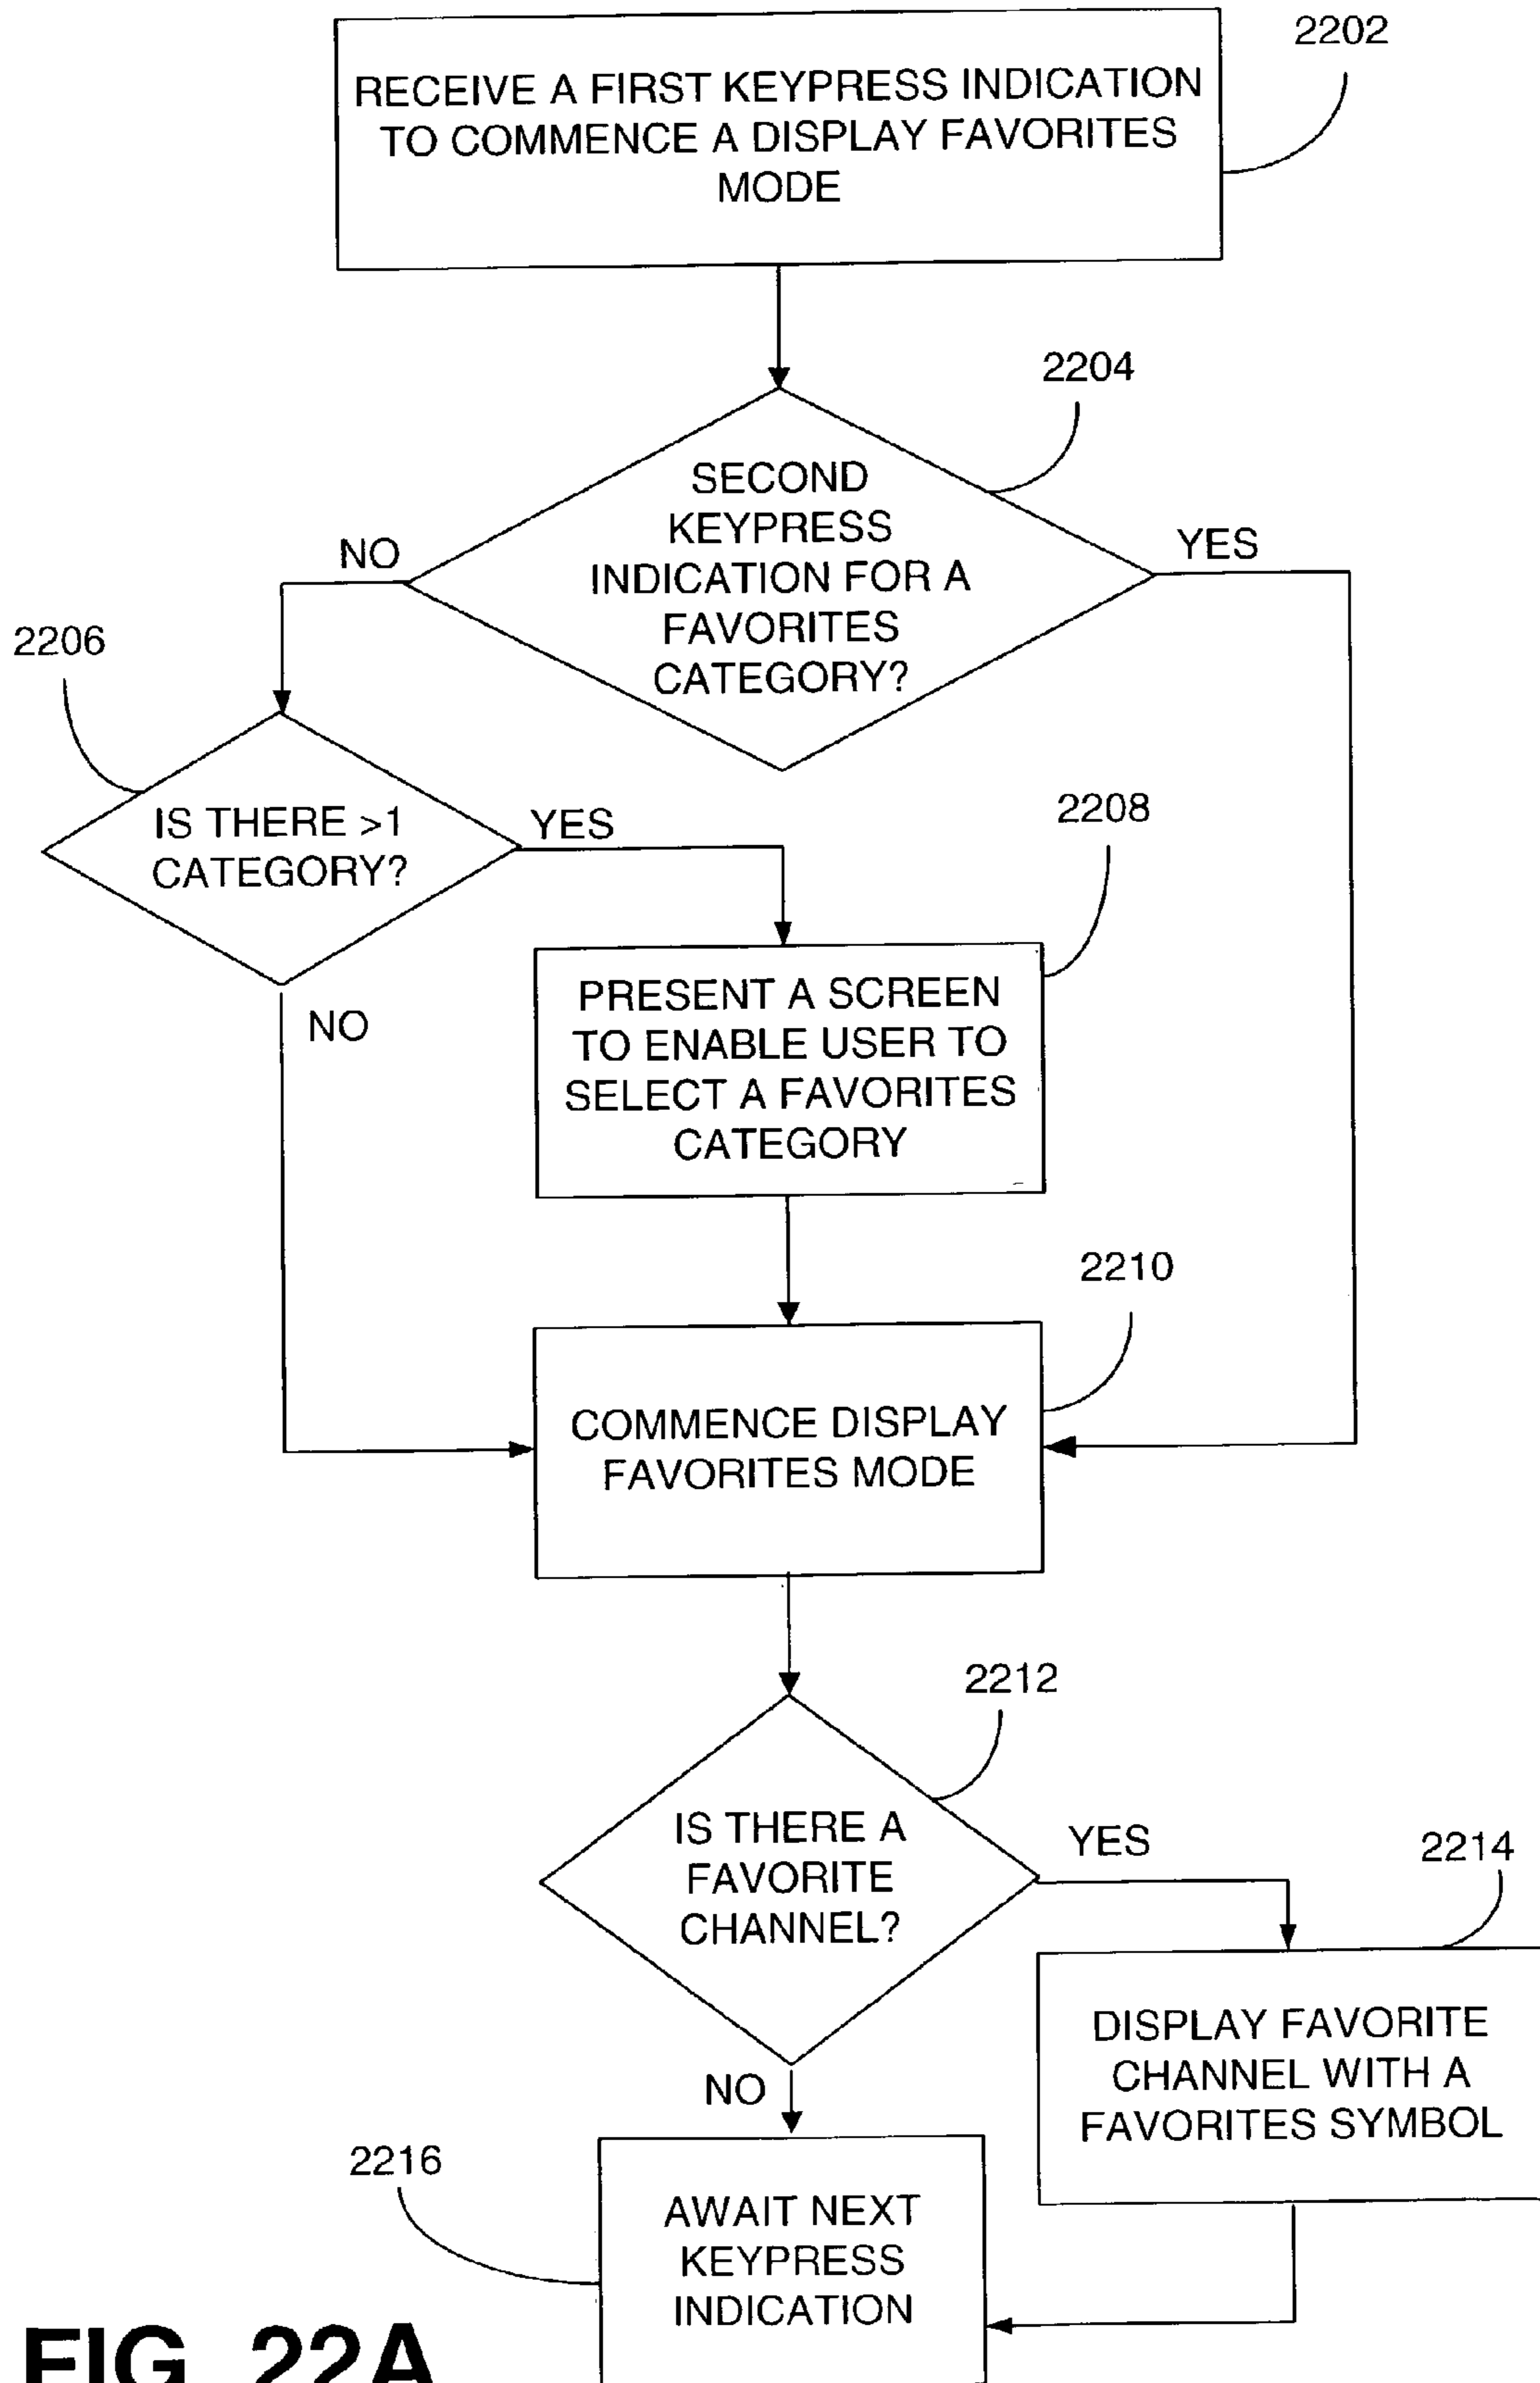 2202
RECEIVE A FIRST KEYPRESS INDICATION
TO COMMENCE A DISPLAY FAVORITES
MODE
2204
SECOND
KEYPRESS
INDICATION FOR A
FAVORITES
CATEGORY?
NO
YES
2206
IS THERE >1
CATEGORY?
YES
NO
2208
PRESENT A SCREEN
TO ENABLE USER TO
SELECT A FAVORITES
CATEGORY
2210
COMMENCE DISPLAY
FAVORITES MODE
2212
IS THERE A
FAVORITE
CHANNEL?
YES
NO
2214
DISPLAY FAVORITE
CHANNEL WITH A
FAVORITES SYMBOL
2216
AWAIT NEXT
KEYPRESS
INDICATION
FIG. 22A